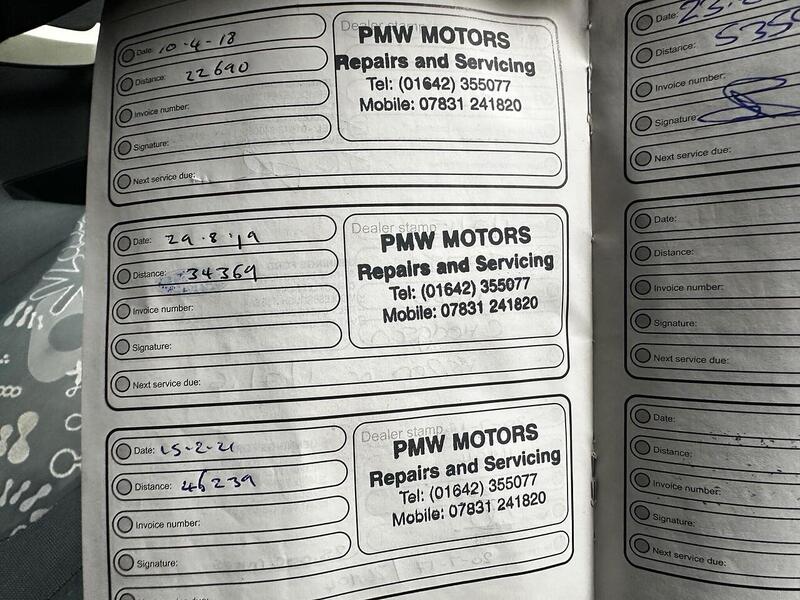 Date: 10-4-18
Distance: 22690
Invoice number:
Signature:
Next service due:
Dealer stamp
PMW MOTORS
Repairs and Servicing
Tel: (01642) 355077
Mobile: 07831 241820
Date: 29.8.19
Distance: 34369
Invoice number:
Signature:
Next service due:
Dealer stamp
PMW MOTORS
Repairs and Servicing
Tel: (01642) 355077
Mobile: 07831 241820
Date: 15-2-21
Distance: 46239
Invoice number:
Signature:
Dealer stamp
PMW MOTORS
Repairs and Servicing
Tel: (01642) 355077
Mobile: 07831 241820
Date:
Distance:
Invoice number:
Signature:
Next service due:
Date:
Distance:
Invoice number:
Signature:
Next service due:
Date:
Distance:
Invoice number:
Signature:
Next service due: